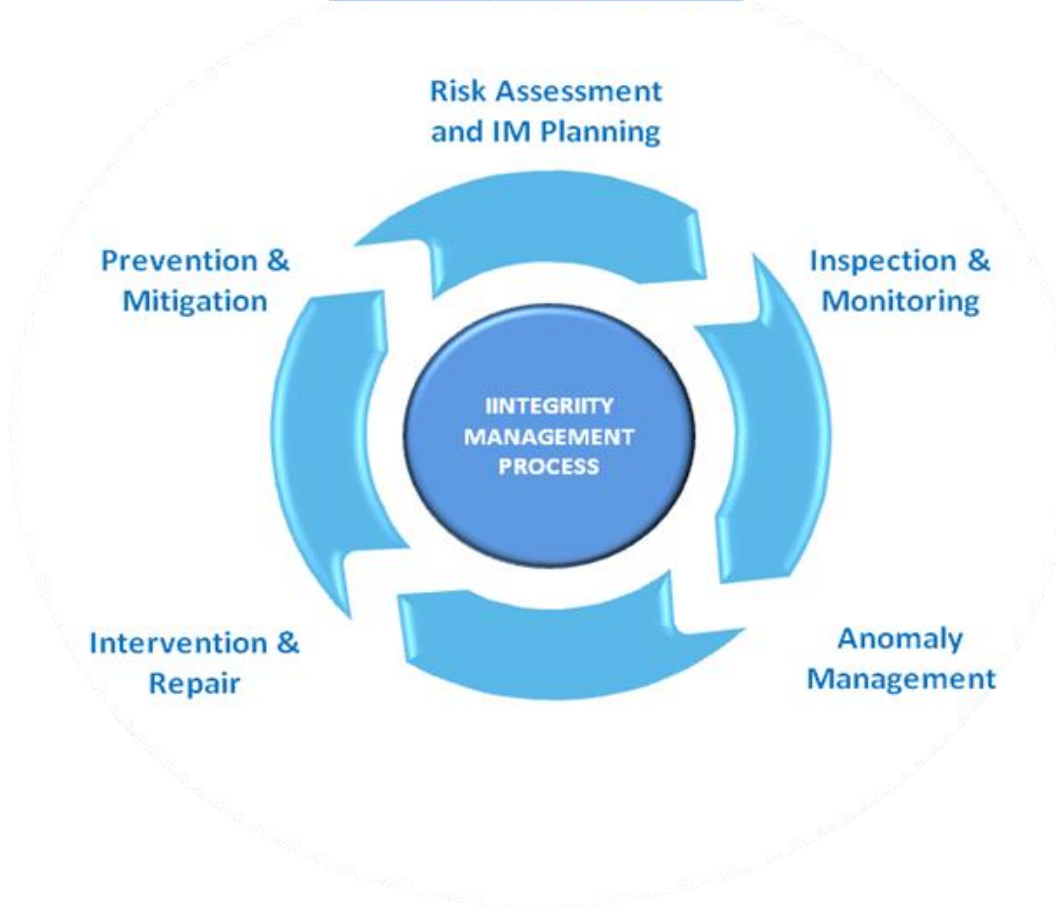 Risk Assessment
and IM Planning
Prevention &
Mitigation
Inspection &
Monitoring
IINTEGRIITY
MANAGEMENT
PROCESS
Intervention &
Repair
Anomaly
Management